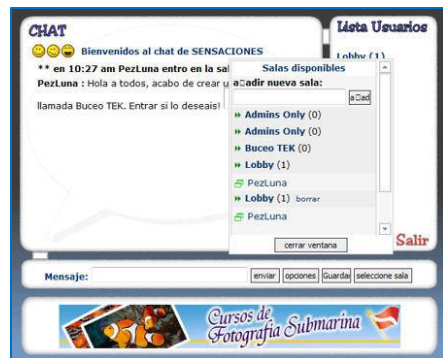 CHAT
Bienvenidos al chat de SENSACIONES
** en 10:27 am PezLuna entro en la sal
PezLuna : Hola a todos, acabo de crear u
llamada Buceo TEK. Entrar si lo deseais!
Lista Usuarios
Lobby (1)
Salas disponibles
a□adir nueva sala:
a□ad
» Admins Only (0)
» Admins Only (0)
» Buceo TEK (0)
» Lobby (1)
PezLuna
» Lobby (1) borrar
PezLuna
cerrar ventana
Salir
Mensaje:
enviar
opciones
Guardar
seleccione sala
Cursos de
Fotografia Submarina